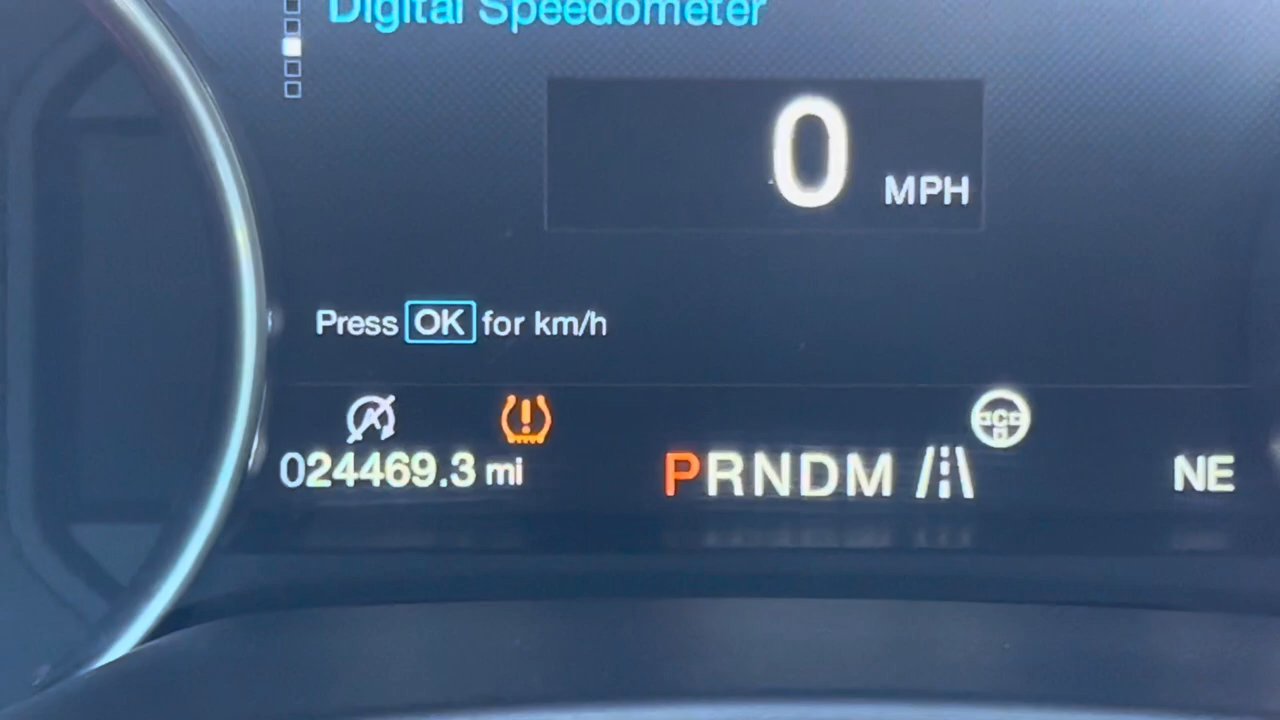 Digital Speedometer
0 MPH
Press OK for km/h
024469.3 mi
PRNDM
NE